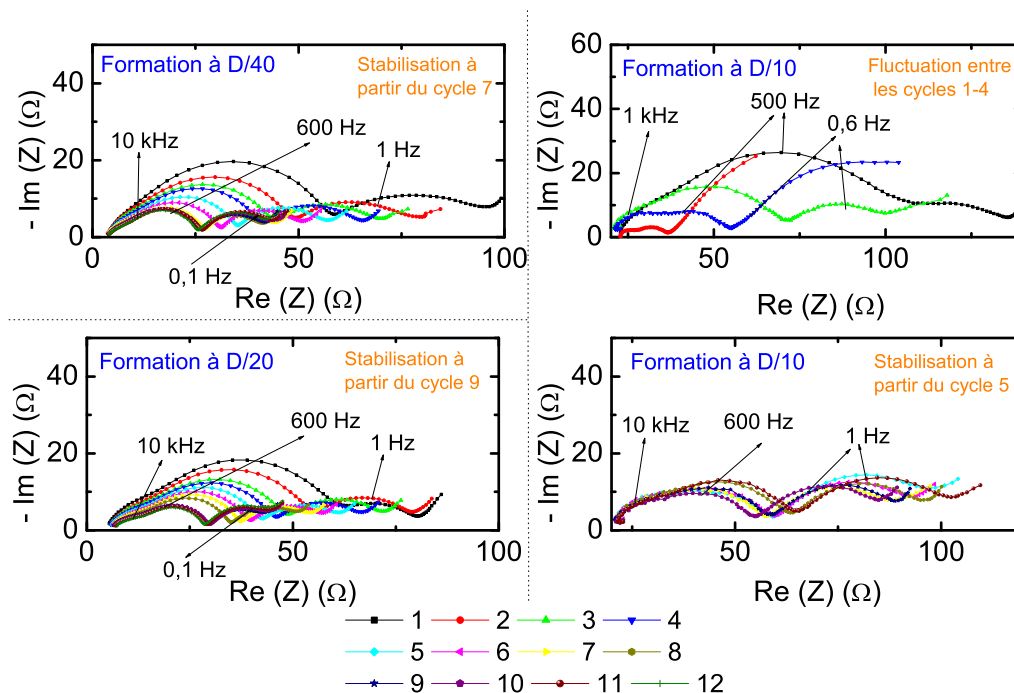 Formation à D/40
Stabilisation à
partir du cycle 7
10 kHz
600 Hz
1 Hz
0,1 Hz
- Im (Z) (Ω)
40
20
0
0
50
100
Re (Z) (Ω)
Formation à D/10
Fluctuation entre
les cycles 1-4
1 kHz
500 Hz
0,6 Hz
- Im (Z) (Ω)
60
40
20
0
50
100
Re (Z) (Ω)
Formation à D/20
Stabilisation à
partir du cycle 9
10 kHz
600 Hz
1 Hz
0,1 Hz
- Im (Z) (Ω)
40
20
0
0
50
100
Re (Z) (Ω)
Formation à D/10
Stabilisation à
partir du cycle 5
10 kHz
600 Hz
1 Hz
- Im (Z) (Ω)
40
20
0
50
100
Re (Z) (Ω)
1 2 3 4
5 6 7 8
9 10 11 12